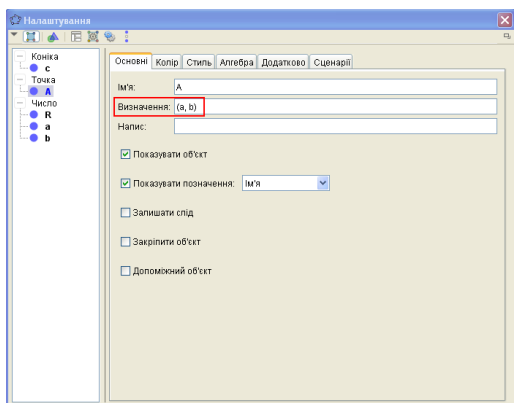 Налаштування
Коніка
c
Точка
A
Число
R
a
b
Основні Колір Стиль Алгебра Додатково Сценарії
Ім'я: A
Визначення: (a, b)
Напис:
Показувати об'єкт
Показувати позначення: Ім'я
Залишати слід
Закріпити об'єкт
Допоміжний об'єкт